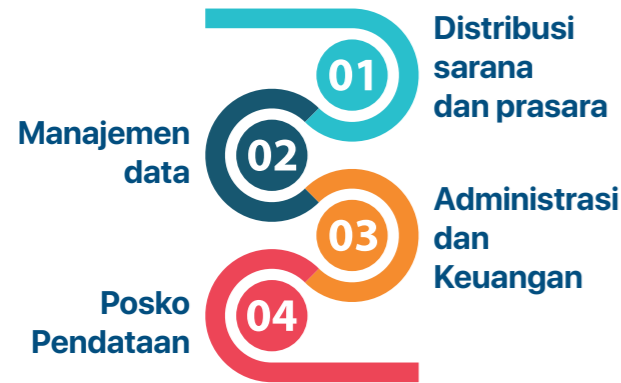 01
Distribusi
sarana
dan prasara
02
Manajemen
data
03
Administrasi
dan
Keuangan
04
Posko
Pendataan